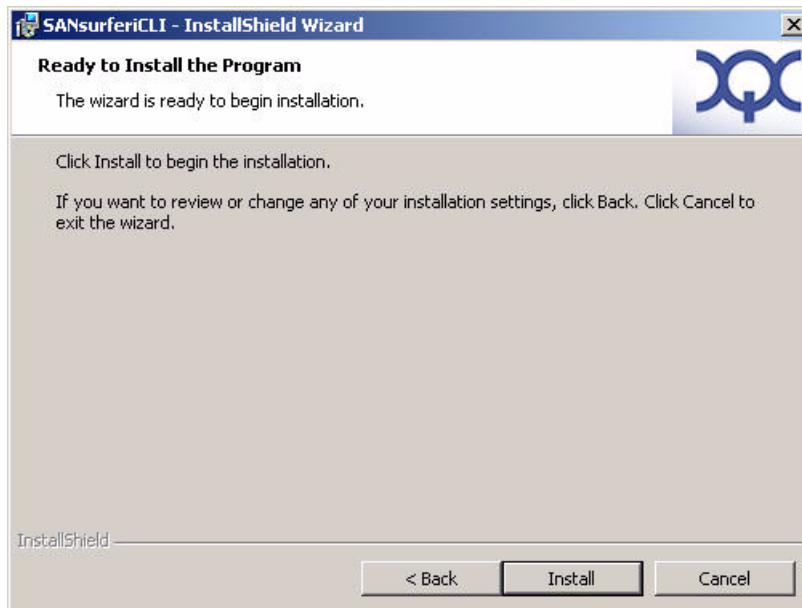 SANsurferiCLI - InstallShield Wizard
Ready to Install the Program
The wizard is ready to begin installation.
Click Install to begin the installation.
If you want to review or change any of your installation settings, click Back. Click Cancel to
exit the wizard.
InstallShield
< Back
Install
Cancel